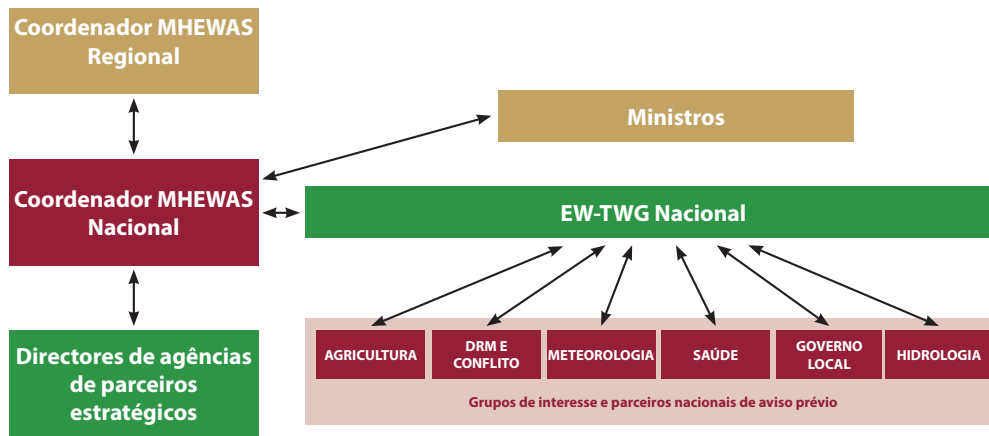 Coordenador MHEWAS
Regional
Ministros
Coordenador MHEWAS
Nacional
EW-TWG Nacional
Directores de agências
de parceiros
estratégicos
AGRICULTURA
DRM E
CONFLITO
METEOROLOGIA
SAÚDE
GOVERNO
LOCAL
HIDROLOGIA
Grupos de interesse e parceiros nacionais de aviso prévio